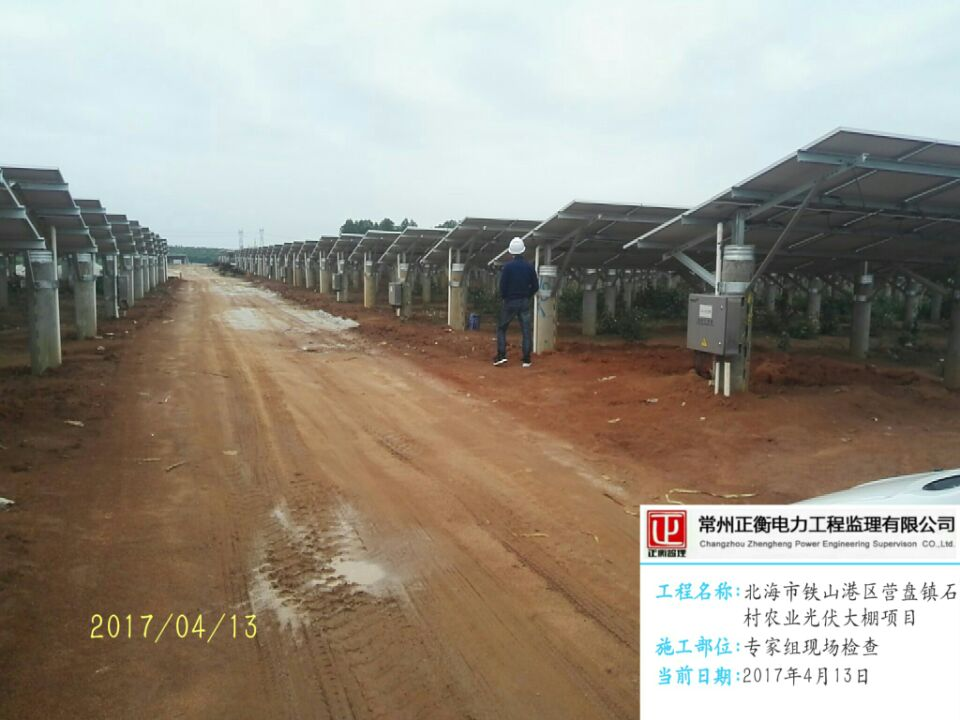 正衡监理
常州正衡电力工程监理有限公司
Changzhou Zhengheng Power Engineering Supervison CO.,Ltd.
工程名称:北海市铁山港区营盘镇石
村农业光伏大棚项目
施工部位:专家组现场检查
当前日期:2017年4月13日
2017/04/13